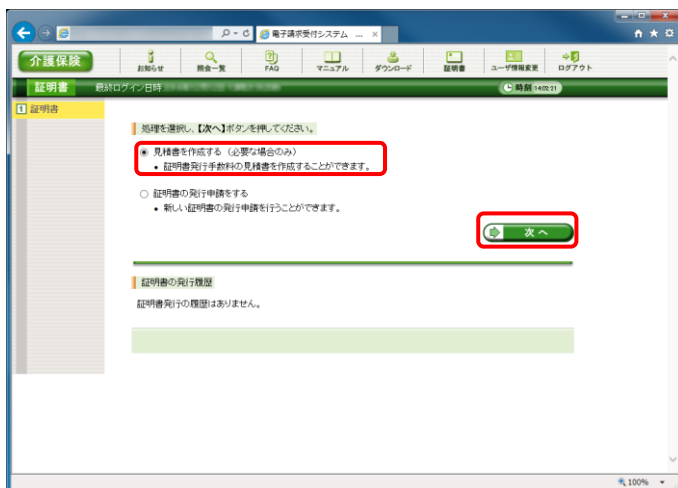 電子請求受付システム ...
介護保険
お知らせ 照会一覧 FAQ マニュアル ダウンロード 証明書 ユーザ情報変更 ログアウト
証明書 最終ログイン日時 時刻 14:02:21
1 証明書
処理を選択し、【次へ】ボタンを押してください。
見積書を作成する（必要な場合のみ）
• 証明書発行手数料の見積書を作成することができます。
証明書の発行申請をする
• 新しい証明書の発行申請を行うことができます。
次へ
証明書の発行履歴
証明書発行の履歴はありません。
100%